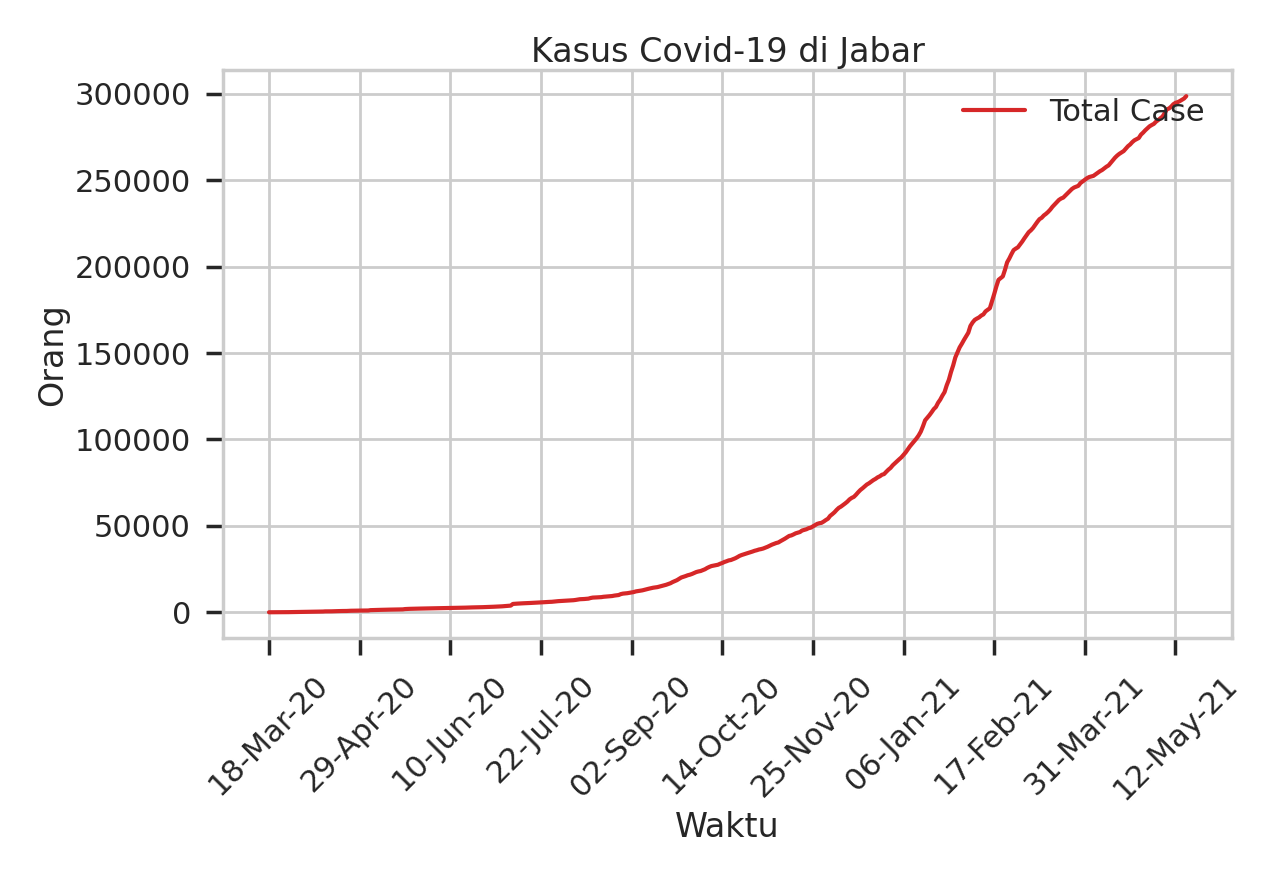 Kasus Covid-19 di Jabar
Total Case
Orang
300000
250000
200000
150000
100000
50000
0
18-Mar-20
29-Apr-20
10-Jun-20
22-Jul-20
02-Sep-20
14-Oct-20
25-Nov-20
06-Jan-21
17-Feb-21
31-Mar-21
12-May-21
Waktu